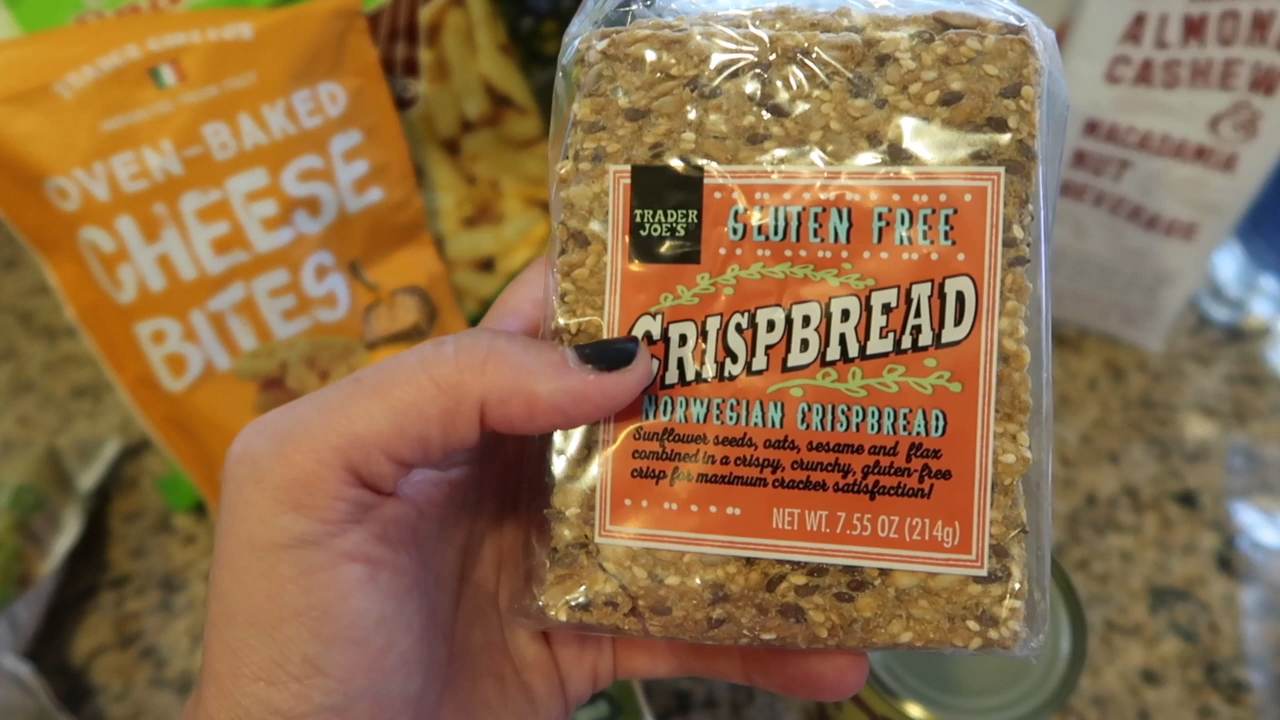 TRADER JOE'S
OVEN-BAKED
CHEESE
BITES
TRADER
JOE'S
GLUTEN FREE
CRISPBREAD
NORWEGIAN CRISPBREAD
Sunflower seeds, oats, sesame and flax
combined in a crispy, crunchy, gluten-free
crisp for maximum cracker satisfaction!
NET WT. 7.55 OZ (214g)
CASHEW
MACADAMIA
NUT
BEVERAGE